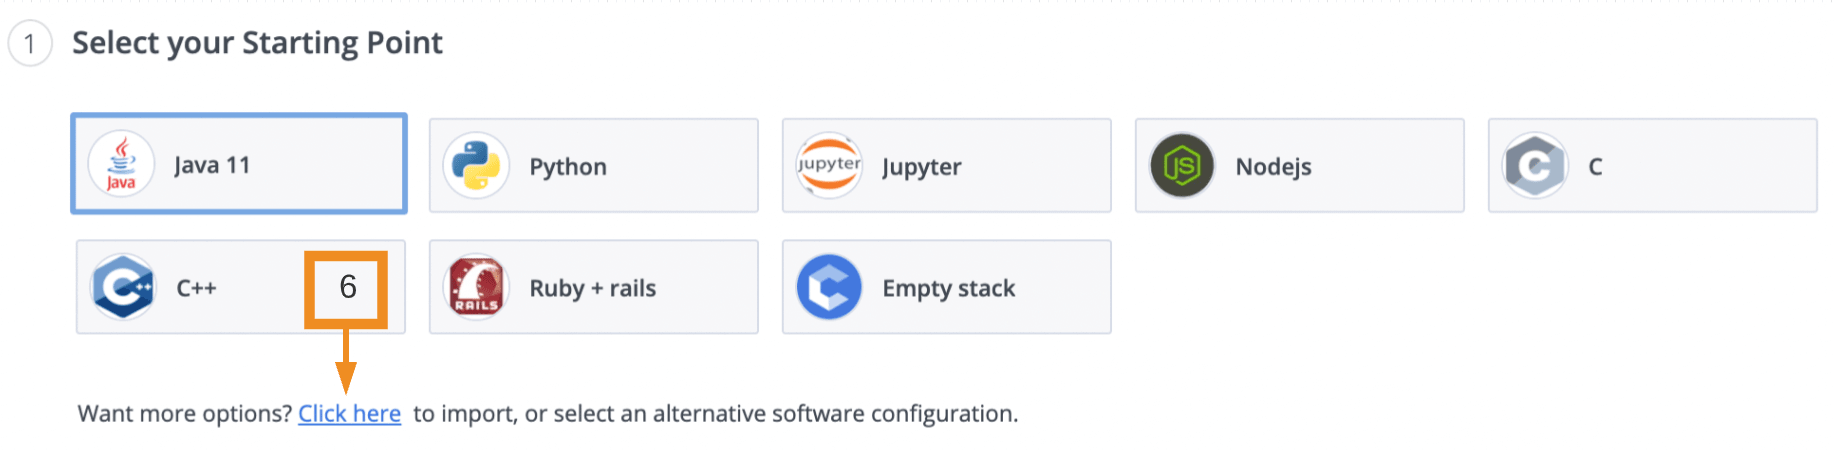 1 Select your Starting Point
Java Java 11
Python
jupyter Jupyter
JS Nodejs
C C
C++ C++
6
RAILS Ruby + rails
C Empty stack
Want more options? Click here to import, or select an alternative software configuration.